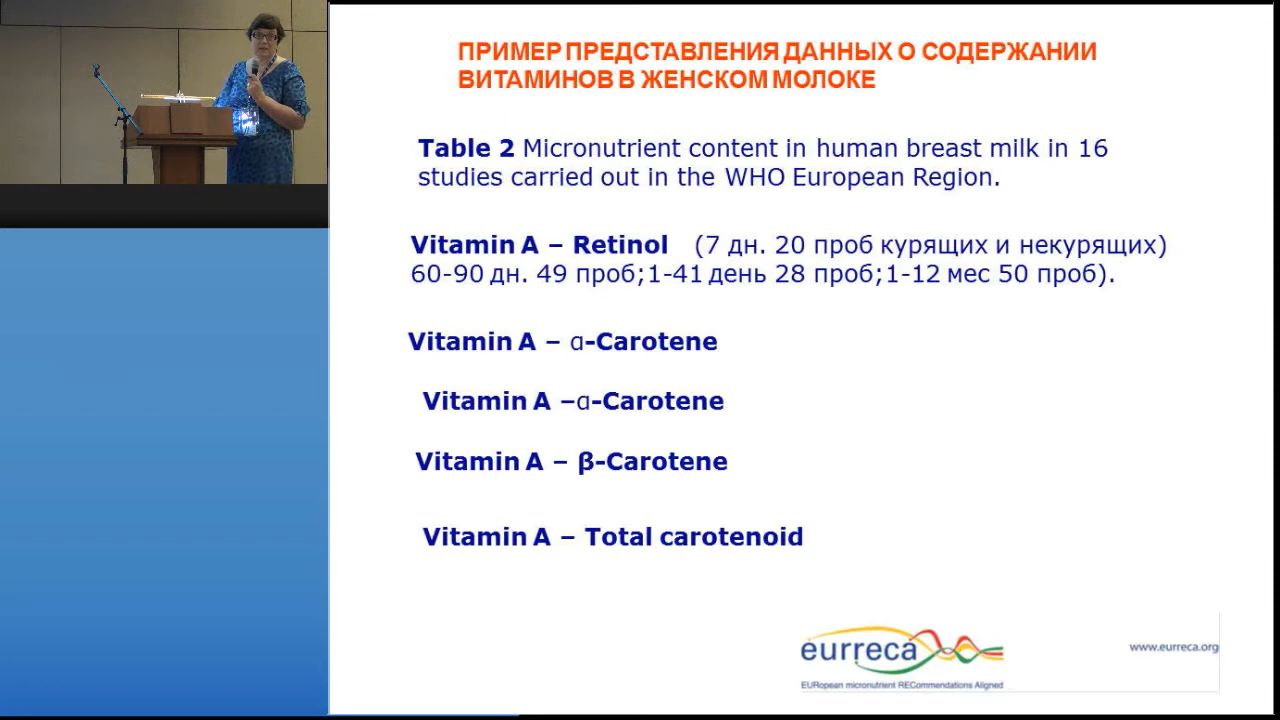 ПРИМЕР ПРЕДСТАВЛЕНИЯ ДАННЫХ О СОДЕРЖАНИИ
ВИТАМИНОВ В ЖЕНСКОМ МОЛОКЕ
Table 2 Micronutrient content in human breast milk in 16
studies carried out in the WHO European Region.
Vitamin A – Retinol (7 дн. 20 проб курящих и некурящих)
60-90 дн. 49 проб;1-41 день 28 проб;1-12 мес 50 проб).
Vitamin A – α-Carotene
Vitamin A –α-Carotene
Vitamin A – β-Carotene
Vitamin A – Total carotenoid
eurreca
EURopean micronutrient RECommendations Aligned
www.eurreca.org